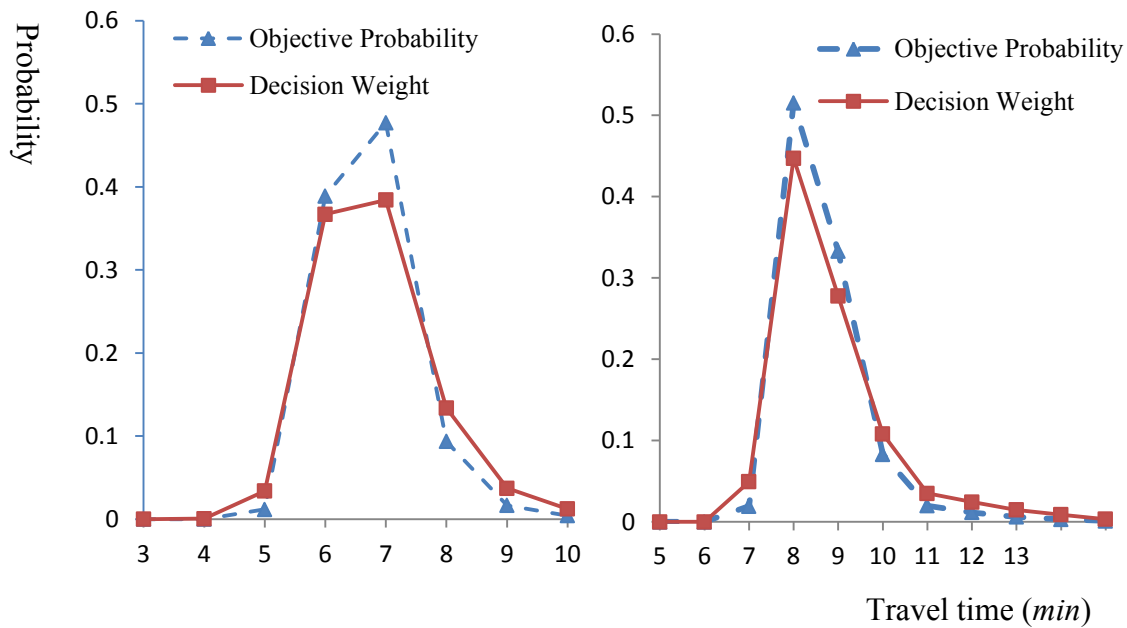 Probability
0.6
0.5
0.4
0.3
0.2
0.1
0
3 4 5 6 7 8 9 10
Objective Probability
Decision Weight
0.6
0.5
0.4
0.3
0.2
0.1
0
5 6 7 8 9 10 11 12 13
Objective Probability
Decision Weight
Travel time (min)